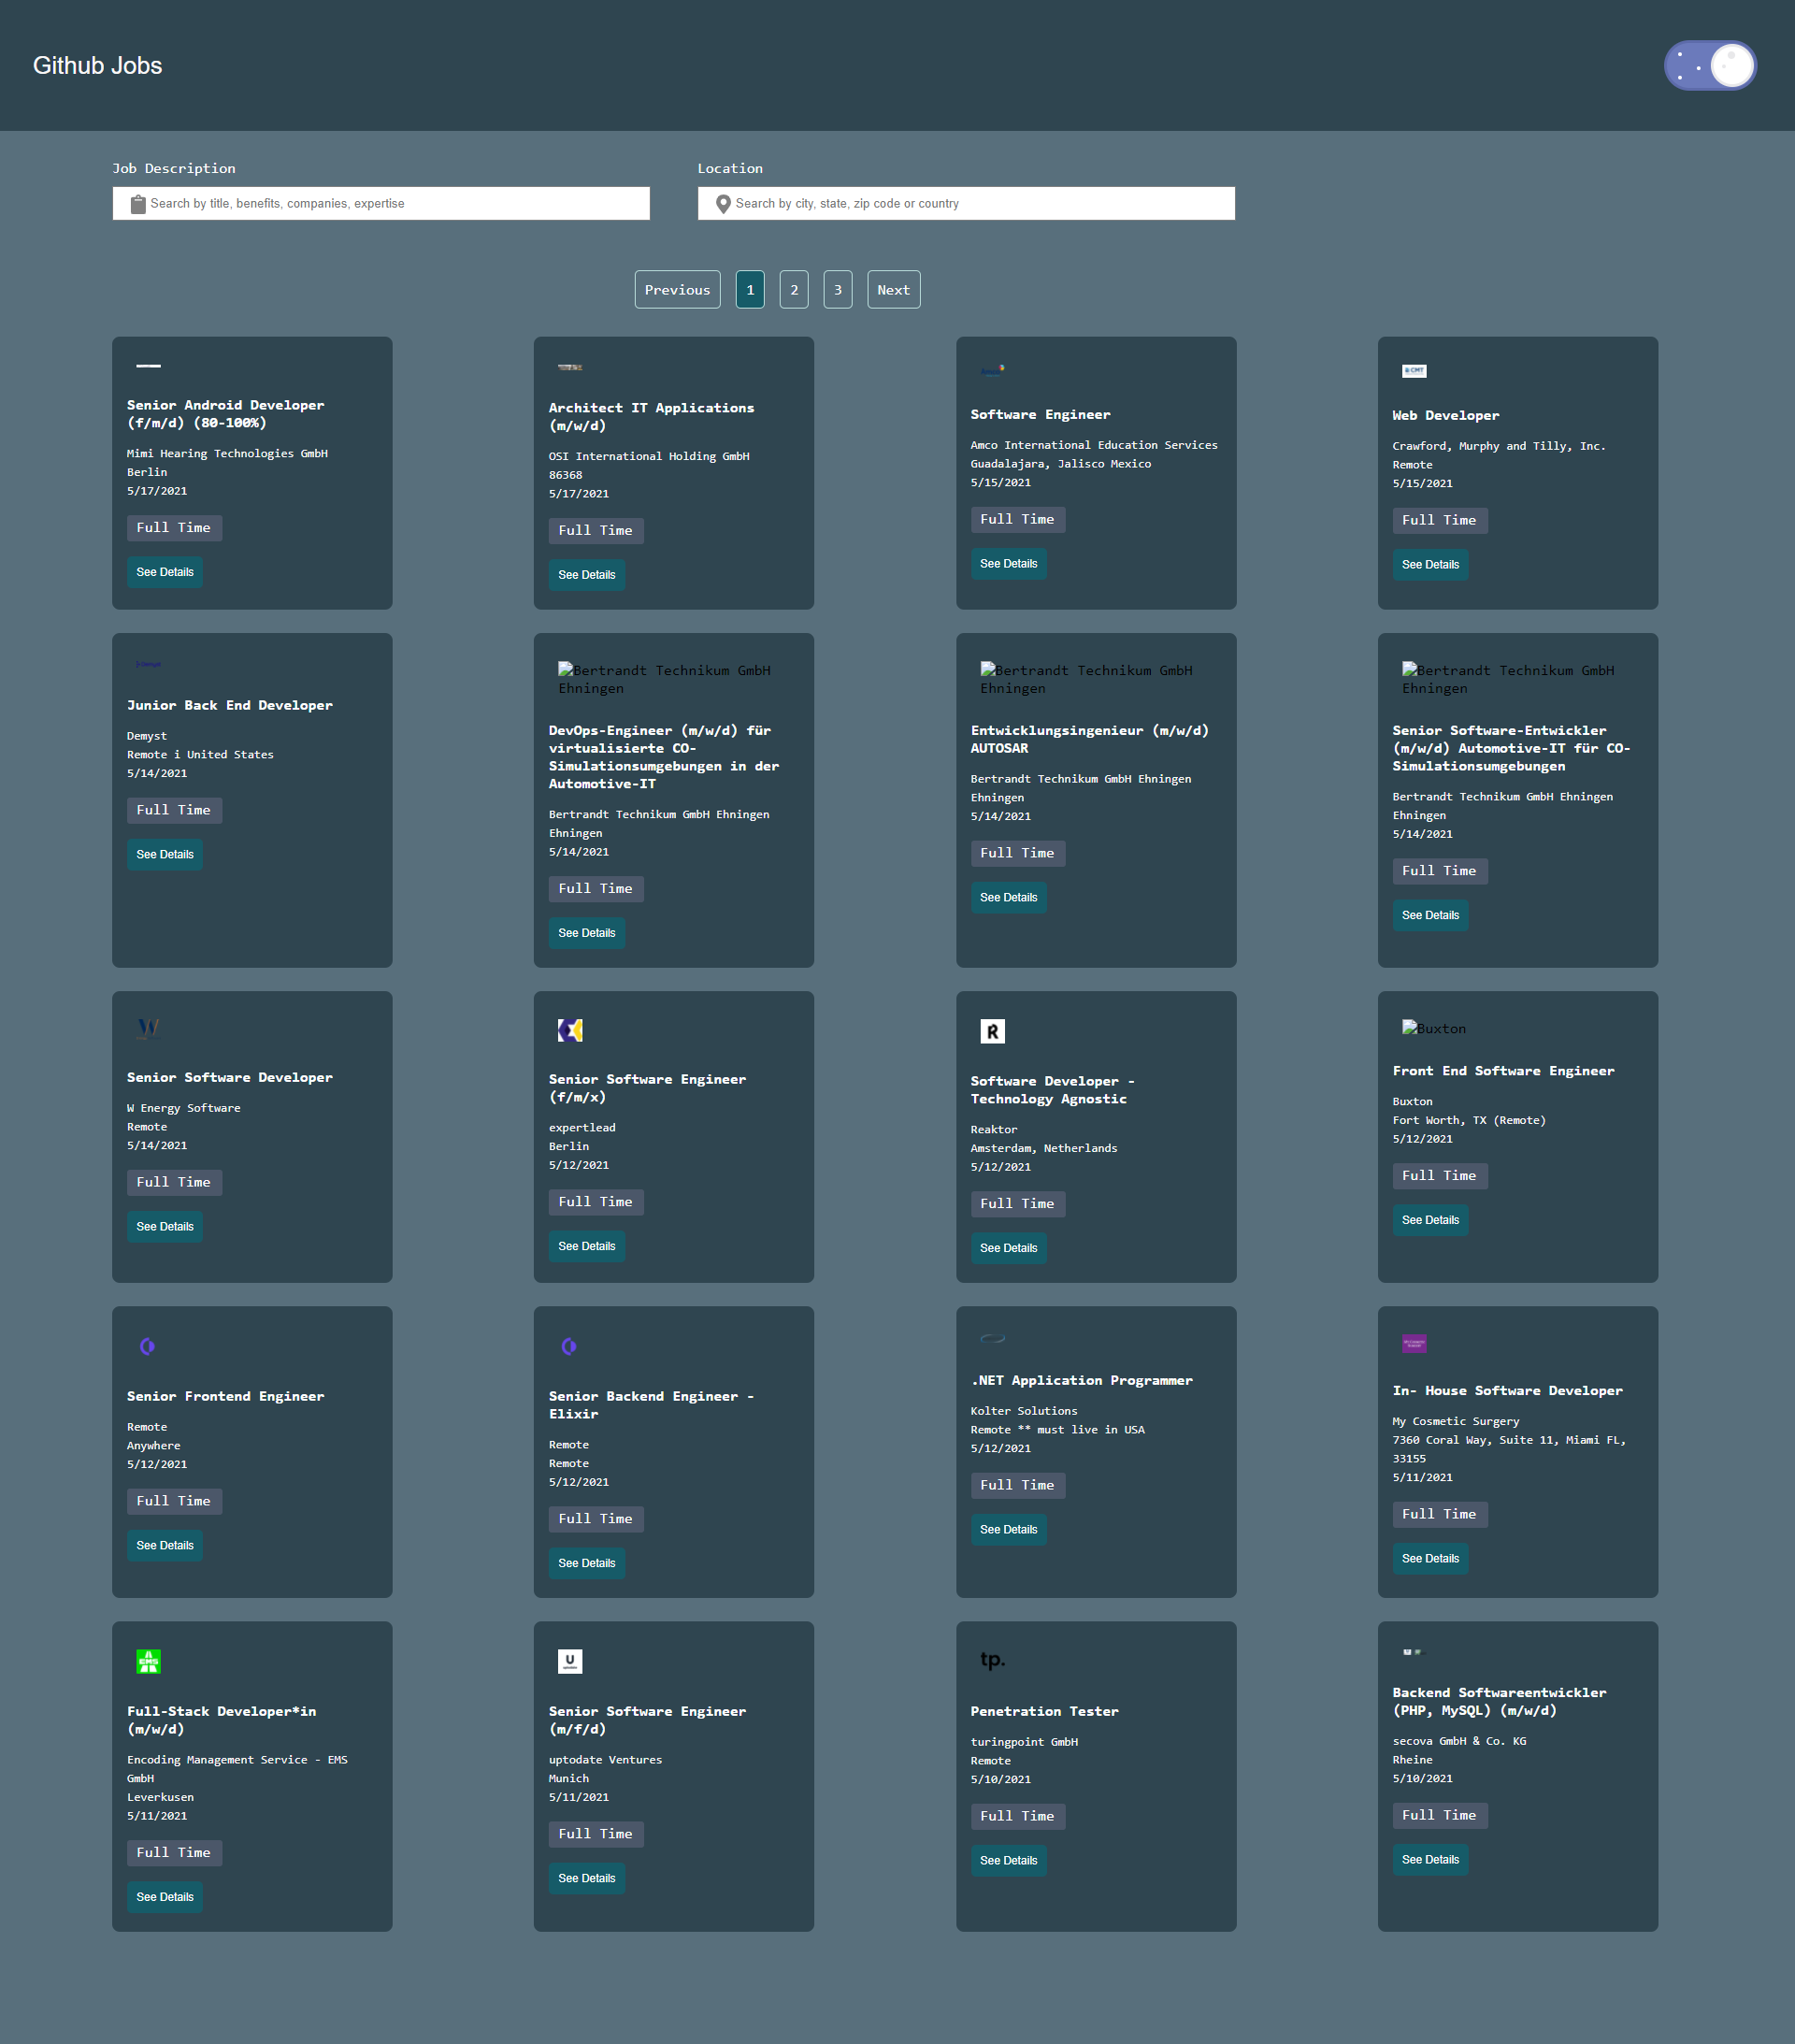 Github Jobs
Job Description
Location
Search by title, benefits, companies, expertise
Search by city, state, zip code or country
Previous
1
2
3
Next
Senior Android Developer
(f/m/d) (80-100%)
Mimi Hearing Technologies GmbH
Berlin
5/17/2021
Full Time
See Details
Architect IT Applications
(m/w/d)
OSI International Holding GmbH
86368
5/17/2021
Full Time
See Details
Software Engineer
Amco International Education Services
Guadalajara, Jalisco Mexico
5/15/2021
Full Time
See Details
CMT
Web Developer
Crawford, Murphy and Tilly, Inc.
Remote
5/15/2021
Full Time
See Details
Junior Back End Developer
Demyst
Remote i United States
5/14/2021
Full Time
See Details
Bertrandt Technikum GmbH
Ehningen
DevOps-Engineer (m/w/d) für
virtualisierte CO-
Simulationsumgebungen in der
Automotive-IT
Bertrandt Technikum GmbH Ehningen
Ehningen
5/14/2021
Full Time
See Details
Bertrandt Technikum GmbH
Ehningen
Entwicklungsingenieur (m/w/d)
AUTOSAR
Bertrandt Technikum GmbH Ehningen
Ehningen
5/14/2021
Full Time
See Details
Bertrandt Technikum GmbH
Ehningen
Senior Software-Entwickler
(m/w/d) Automotive-IT für CO-
Simulationsumgebungen
Bertrandt Technikum GmbH Ehningen
Ehningen
5/14/2021
Full Time
See Details
W
Senior Software Developer
W Energy Software
Remote
5/14/2021
Full Time
See Details
Senior Software Engineer
(f/m/x)
expertlead
Berlin
5/12/2021
Full Time
See Details
R
Software Developer -
Technology Agnostic
Reaktor
Amsterdam, Netherlands
5/12/2021
Full Time
See Details
Buxton
Front End Software Engineer
Buxton
Fort Worth, TX (Remote)
5/12/2021
Full Time
See Details
Senior Frontend Engineer
Remote
Anywhere
5/12/2021
Full Time
See Details
Senior Backend Engineer -
Elixir
Remote
Remote
5/12/2021
Full Time
See Details
.NET Application Programmer
Kolter Solutions
Remote ** must live in USA
5/12/2021
Full Time
See Details
In- House Software Developer
My Cosmetic Surgery
7360 Coral Way, Suite 11, Miami FL,
33155
5/11/2021
Full Time
See Details
EMS
Full-Stack Developer*in
(m/w/d)
Encoding Management Service - EMS
GmbH
Leverkusen
5/11/2021
Full Time
See Details
U
Senior Software Engineer
(m/f/d)
uptodate Ventures
Munich
5/11/2021
Full Time
See Details
tp.
Penetration Tester
turingpoint GmbH
Remote
5/10/2021
Full Time
See Details
Backend Softwareentwickler
(PHP, MySQL) (m/w/d)
secova GmbH & Co. KG
Rheine
5/10/2021
Full Time
See Details